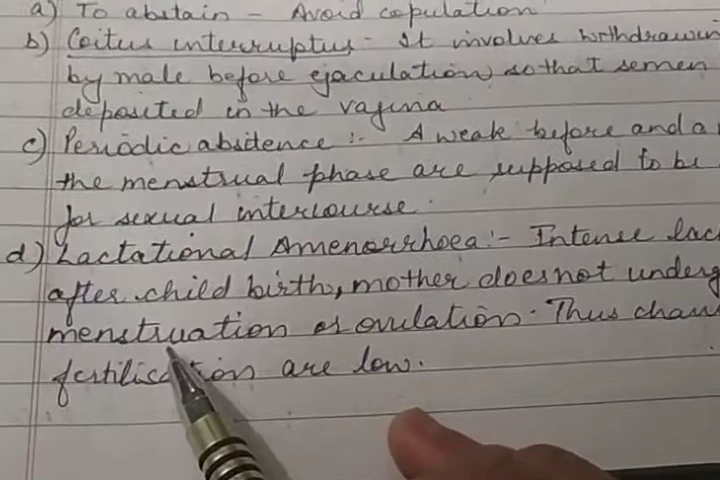 a) To abstain - Avoid copulation
b) Coitus interruptus - It involves withdrawin
by male before ejaculation, so that semen
deposited in the vagina
c) Periodic abstence :- A weak before and a
the menstrual phase are supposed to be
for sexual intercourse.
d) Lactational Amenorrhoea :- Intense lac
after child birth, mother does not underg
menstruation or ovulation. Thus chan
fertilisation are low.